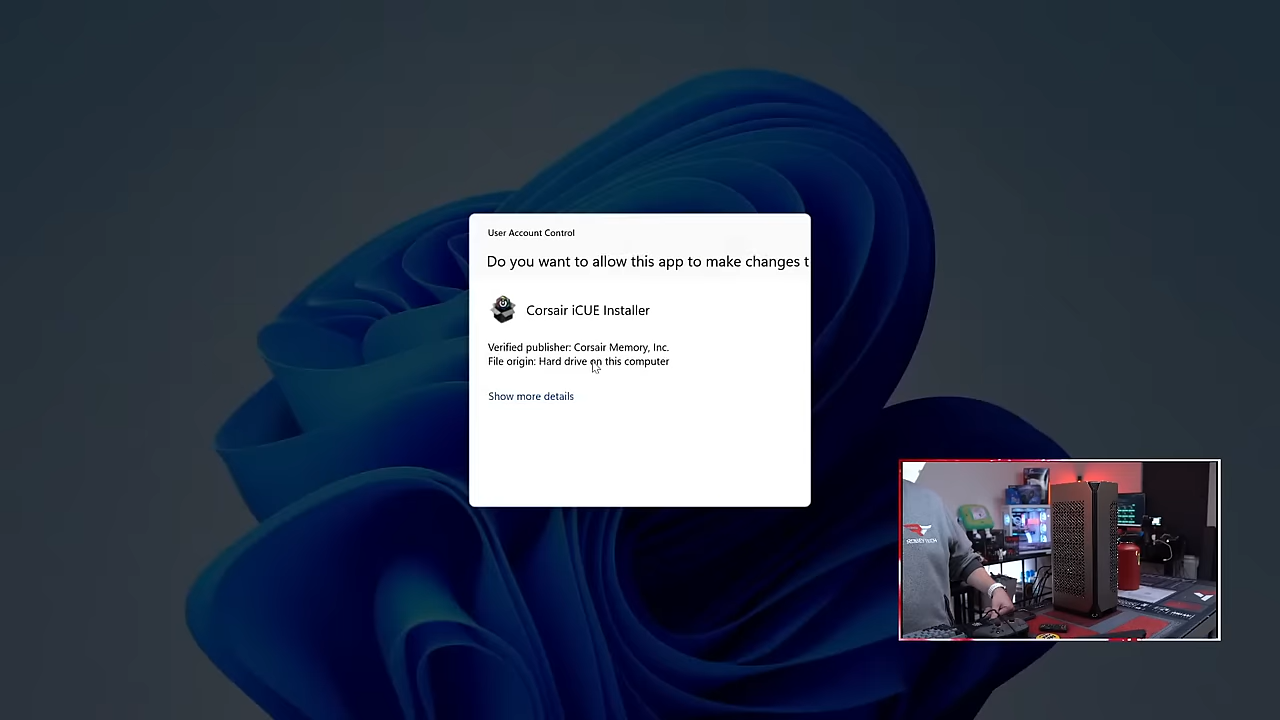 User Account Control
Do you want to allow this app to make changes t
Corsair iCUE Installer
Verified publisher: Corsair Memory, Inc.
File origin: Hard drive on this computer
Show more details